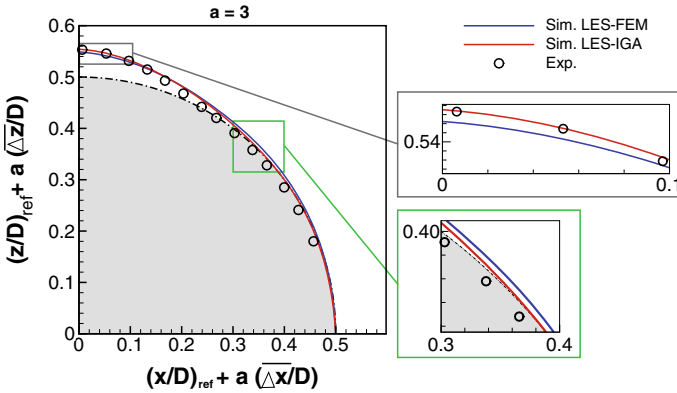 a = 3
Sim. LES-FEM
Sim. LES-IGA
Exp.
0.6
0.5
0.4
0.3
0.2
0.1
0
0 0.1 0.2 0.3 0.4 0.5
(z/D)ref + a (Δz/D)
(x/D)ref + a (Δx/D)
0.54
0 0.1
0.40
0.3 0.4